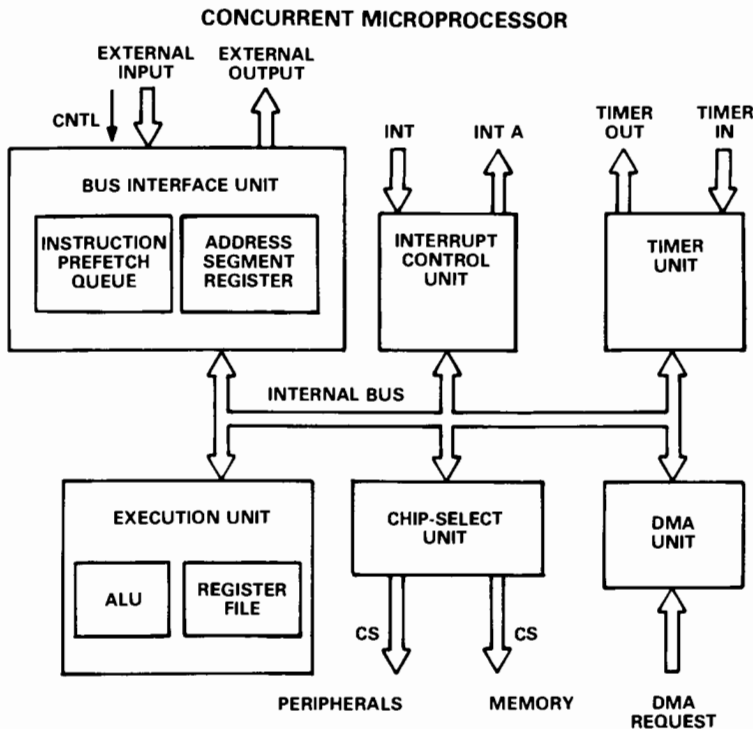 CONCURRENT MICROPROCESSOR
EXTERNAL
INPUT
EXTERNAL
OUTPUT
CNTL
INT
INT A
TIMER
OUT
TIMER
IN
BUS INTERFACE UNIT
INSTRUCTION
PREFETCH
QUEUE
ADDRESS
SEGMENT
REGISTER
INTERRUPT
CONTROL
UNIT
TIMER
UNIT
INTERNAL BUS
EXECUTION UNIT
ALU
REGISTER
FILE
CHIP-SELECT
UNIT
DMA
UNIT
CS
CS
PERIPHERALS
MEMORY
DMA
REQUEST